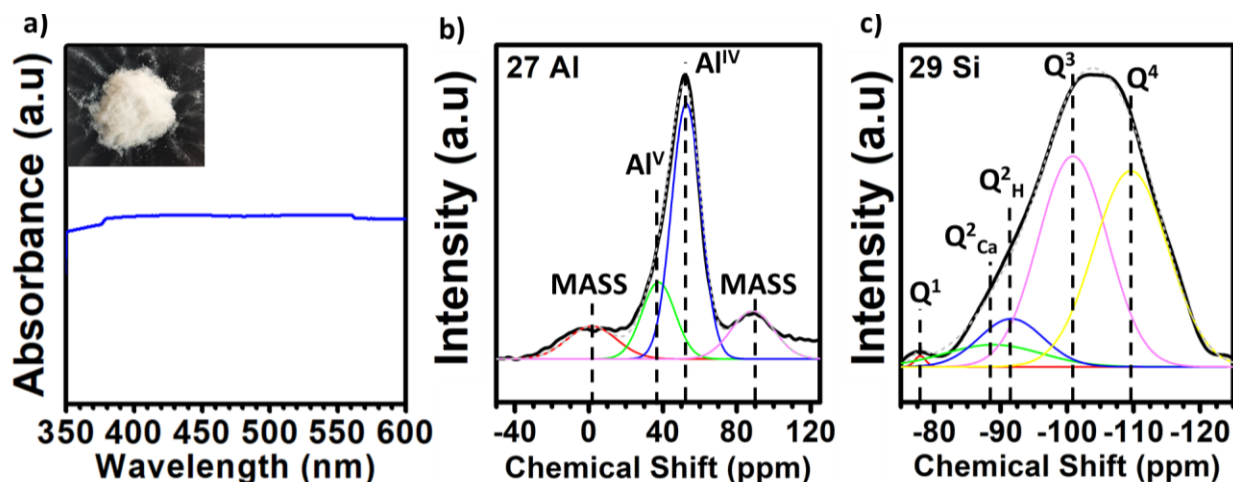 a)
Absorbance (a.u)
350 400 450 500 550 600
Wavelength (nm)
b)
27 Al
Al^IV
Al^V
MASS
MASS
Intensity (a.u)
-40 0 40 80 120
Chemical Shift (ppm)
c)
29 Si
Q^3
Q^4
Q^2_H
Q^2_Ca
Q^1
Intensity (a.u)
-80 -90 -100 -110 -120
Chemical Shift (ppm)